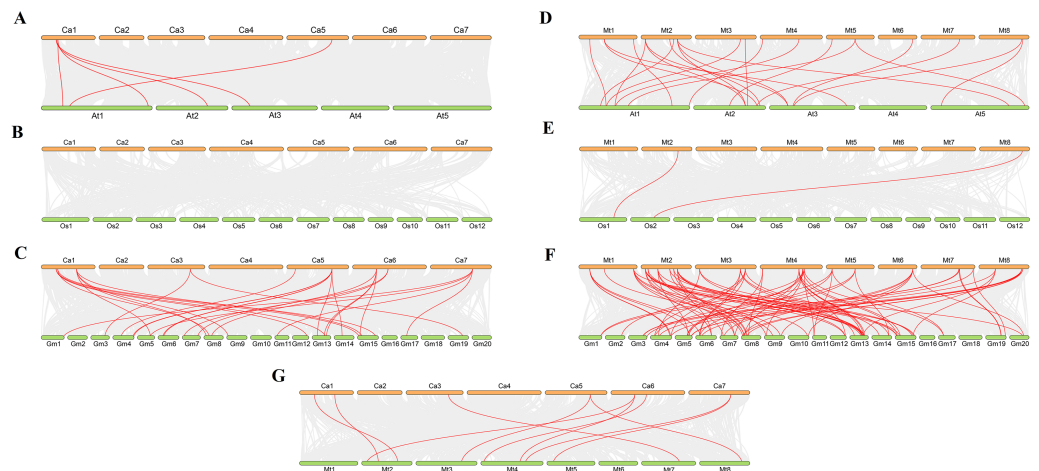 A
Ca1 Ca2 Ca3 Ca4 Ca5 Ca6 Ca7
At1 At2 At3 At4 At5
B
Ca1 Ca2 Ca3 Ca4 Ca5 Ca6 Ca7
Os1 Os2 Os3 Os4 Os5 Os6 Os7 Os8 Os9 Os10 Os11 Os12
C
Ca1 Ca2 Ca3 Ca4 Ca5 Ca6 Ca7
Gm1 Gm2 Gm3 Gm4 Gm5 Gm6 Gm7 Gm8 Gm9 Gm10 Gm11 Gm12 Gm13 Gm14 Gm15 Gm16 Gm17 Gm18 Gm19 Gm20
D
Mt1 Mt2 Mt3 Mt4 Mt5 Mt6 Mt7 Mt8
At1 At2 At3 At4 At5
E
Mt1 Mt2 Mt3 Mt4 Mt5 Mt6 Mt7 Mt8
Os1 Os2 Os3 Os4 Os5 Os6 Os7 Os8 Os9 Os10 Os11 Os12
F
Mt1 Mt2 Mt3 Mt4 Mt5 Mt6 Mt7 Mt8
Gm1 Gm2 Gm3 Gm4 Gm5 Gm6 Gm7 Gm8 Gm9 Gm10 Gm11 Gm12 Gm13 Gm14 Gm15 Gm16 Gm17 Gm18 Gm19 Gm20
G
Ca1 Ca2 Ca3 Ca4 Ca5 Ca6 Ca7
Mt1 Mt2 Mt3 Mt4 Mt5 Mt6 Mt7 Mt8